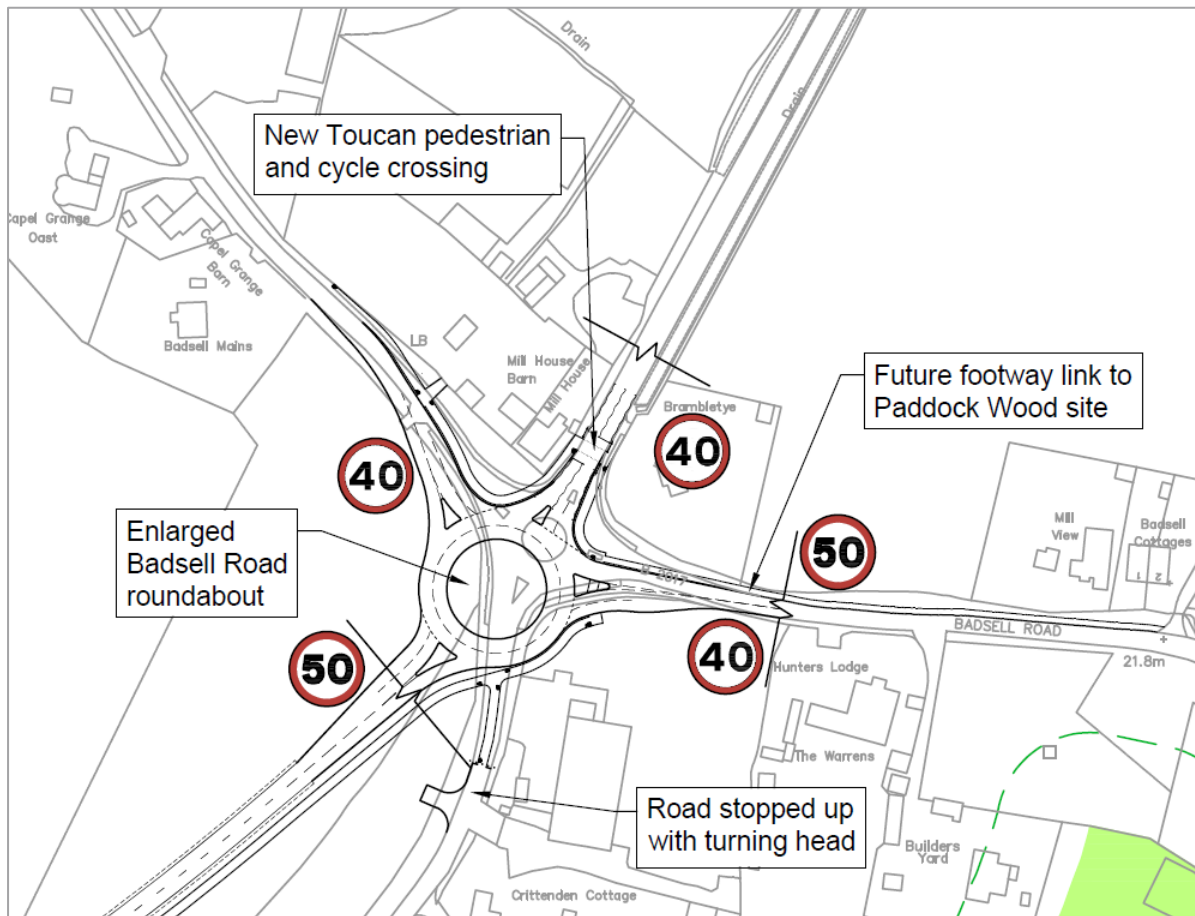 Drain
Drain
New Toucan pedestrian
and cycle crossing
Capel Grange
Oast
Capel Grange
Barn
Badsell Mains
LB
Mill House
Barn
Mill House
Brambletye
Future footway link to
Paddock Wood site
40
40
Enlarged
Badsell Road
roundabout
50
Mill
View
Badsell
Cottages
1 2
B 2017
BADSELL ROAD
21.8m
50
40
Hunters Lodge
The Warrens
Road stopped up
with turning head
Builders
Yard
Crittenden Cottage